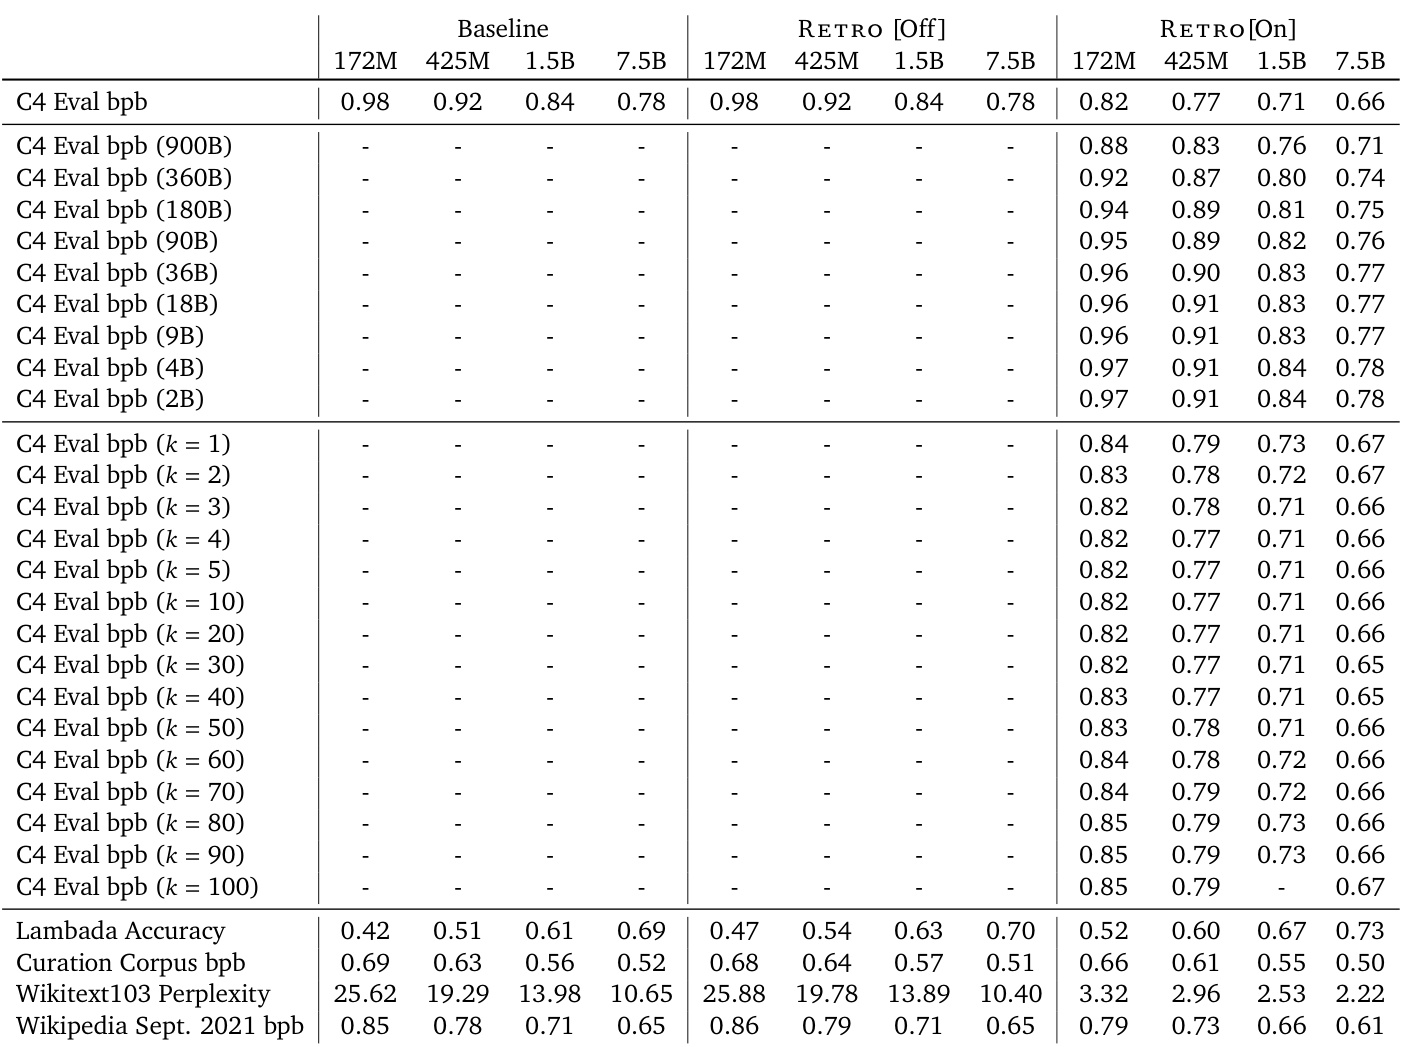 Baseline RETRO [Off] RETRO[On]
172M 425M 1.5B 7.5B 172M 425M 1.5B 7.5B 172M 425M 1.5B 7.5B
C4 Eval bpb 0.98 0.92 0.84 0.78 0.98 0.92 0.84 0.78 0.82 0.77 0.71 0.66
C4 Eval bpb (900B) - - - - - - - - 0.88 0.83 0.76 0.71
C4 Eval bpb (360B) - - - - - - - - 0.92 0.87 0.80 0.74
C4 Eval bpb (180B) - - - - - - - - 0.94 0.89 0.81 0.75
C4 Eval bpb (90B) - - - - - - - - 0.95 0.89 0.82 0.76
C4 Eval bpb (36B) - - - - - - - - 0.96 0.90 0.83 0.77
C4 Eval bpb (18B) - - - - - - - - 0.96 0.91 0.83 0.77
C4 Eval bpb (9B) - - - - - - - - 0.96 0.91 0.83 0.77
C4 Eval bpb (4B) - - - - - - - - 0.97 0.91 0.84 0.78
C4 Eval bpb (2B) - - - - - - - - 0.97 0.91 0.84 0.78
C4 Eval bpb (k = 1) - - - - - - - - 0.84 0.79 0.73 0.67
C4 Eval bpb (k = 2) - - - - - - - - 0.83 0.78 0.72 0.67
C4 Eval bpb (k = 3) - - - - - - - - 0.82 0.78 0.71 0.66
C4 Eval bpb (k = 4) - - - - - - - - 0.82 0.77 0.71 0.66
C4 Eval bpb (k = 5) - - - - - - - - 0.82 0.77 0.71 0.66
C4 Eval bpb (k = 10) - - - - - - - - 0.82 0.77 0.71 0.66
C4 Eval bpb (k = 20) - - - - - - - - 0.82 0.77 0.71 0.66
C4 Eval bpb (k = 30) - - - - - - - - 0.82 0.77 0.71 0.65
C4 Eval bpb (k = 40) - - - - - - - - 0.83 0.77 0.71 0.65
C4 Eval bpb (k = 50) - - - - - - - - 0.83 0.78 0.71 0.66
C4 Eval bpb (k = 60) - - - - - - - - 0.84 0.78 0.72 0.66
C4 Eval bpb (k = 70) - - - - - - - - 0.84 0.79 0.72 0.66
C4 Eval bpb (k = 80) - - - - - - - - 0.85 0.79 0.73 0.66
C4 Eval bpb (k = 90) - - - - - - - - 0.85 0.79 0.73 0.66
C4 Eval bpb (k = 100) - - - - - - - - 0.85 0.79 - 0.67
Lambada Accuracy 0.42 0.51 0.61 0.69 0.47 0.54 0.63 0.70 0.52 0.60 0.67 0.73
Curation Corpus bpb 0.69 0.63 0.56 0.52 0.68 0.64 0.57 0.51 0.66 0.61 0.55 0.50
Wikitext103 Perplexity 25.62 19.29 13.98 10.65 25.88 19.78 13.89 10.40 3.32 2.96 2.53 2.22
Wikipedia Sept. 2021 bpb 0.85 0.78 0.71 0.65 0.86 0.79 0.71 0.65 0.79 0.73 0.66 0.61